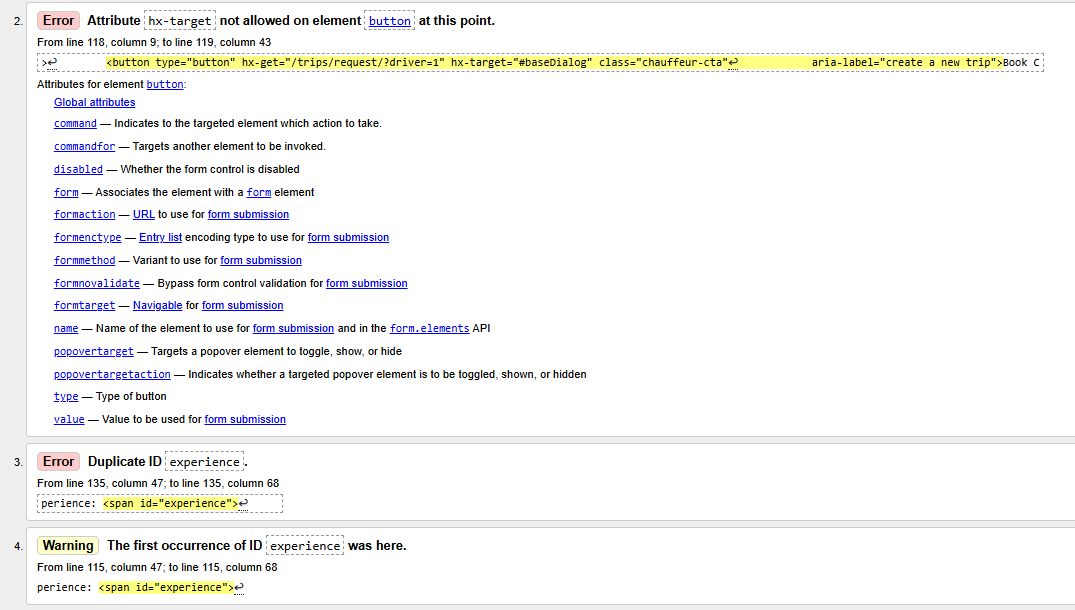 2. Error Attribute hx-target not allowed on element button at this point.
From line 118, column 9; to line 119, column 43
>↩ <button type="button" hx-get="/trips/request/?driver=1" hx-target="#baseDialog" class="chauffeur-cta"↩ aria-label="create a new trip">Book C
Attributes for element button:
Global attributes
command — Indicates to the targeted element which action to take.
commandfor — Targets another element to be invoked.
disabled — Whether the form control is disabled
form — Associates the element with a form element
formaction — URL to use for form submission
formenctype — Entry list encoding type to use for form submission
formmethod — Variant to use for form submission
formnovalidate — Bypass form control validation for form submission
formtarget — Navigable for form submission
name — Name of the element to use for form submission and in the form.elements API
popovertarget — Targets a popover element to toggle, show, or hide
popovertargetaction — Indicates whether a targeted popover element is to be toggled, shown, or hidden
type — Type of button
value — Value to be used for form submission
3. Error Duplicate ID experience.
From line 135, column 47; to line 135, column 68
perience: <span id="experience">↩
4. Warning The first occurrence of ID experience was here.
From line 115, column 47; to line 115, column 68
perience: <span id="experience">↩